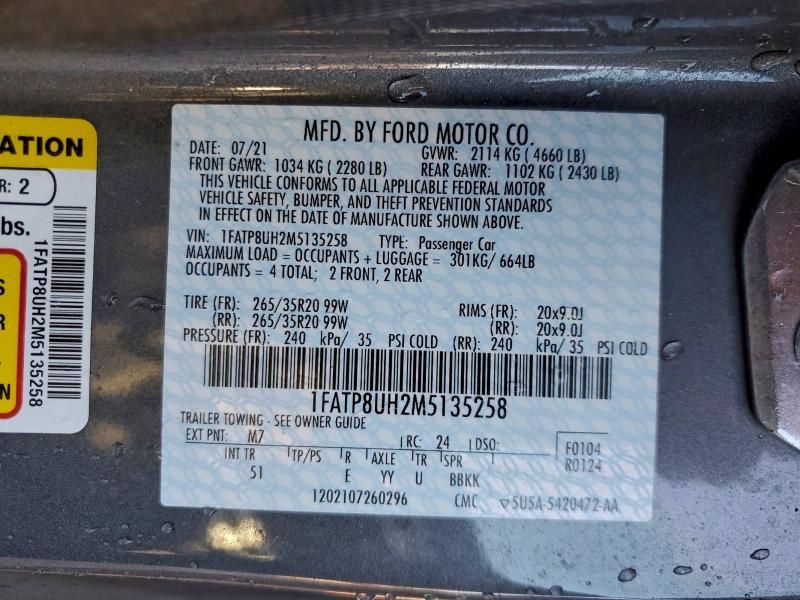 ATION
R: 2
bs.
1FATP8UH2M5135258
S
R
N
MFD. BY FORD MOTOR CO.
DATE: 07/21 GVWR: 2114 KG ( 4660 LB)
FRONT GAWR: 1034 KG ( 2280 LB) REAR GAWR: 1102 KG ( 2430 LB)
THIS VEHICLE CONFORMS TO ALL APPLICABLE FEDERAL MOTOR
VEHICLE SAFETY, BUMPER, AND THEFT PREVENTION STANDARDS
IN EFFECT ON THE DATE OF MANUFACTURE SHOWN ABOVE.
VIN: 1FATP8UH2M5135258 TYPE: Passenger Car
MAXIMUM LOAD = OCCUPANTS + LUGGAGE = 301KG/ 664LB
OCCUPANTS = 4 TOTAL; 2 FRONT, 2 REAR
TIRE (FR): 265/35R20 99W RIMS (FR): 20x9.0J
(RR): 265/35R20 99W (RR): 20x9.0J
PRESSURE (FR): 240 kPa/ 35 PSI COLD (RR): 240 kPa/ 35 PSI COLD
1FATP8UH2M5135258
TRAILER TOWING - SEE OWNER GUIDE
EXT PNT: M7 RC: 24 DSO: F0104
R0124
INT TR TP/PS R AXLE TR SPR
51 E YY U BBKK
1202107260296 CMC 5U5A-5420472-AA